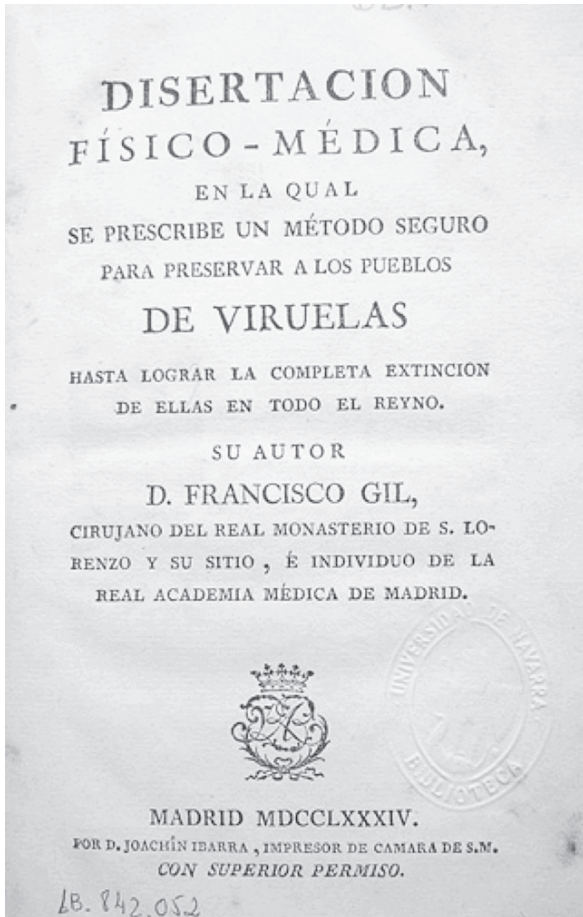 DISERTACION
FÍSICO-MÉDICA,
EN LA QUAL
SE PRESCRIBE UN MÉTODO SEGURO
PARA PRESERVAR A LOS PUEBLOS
DE VIRUELAS
HASTA LOGRAR LA COMPLETA EXTINCION
DE ELLAS EN TODO EL REYNO.
SU AUTOR
D. FRANCISCO GIL,
CIRUJANO DEL REAL MONASTERIO DE S. LO-
RENZO Y SU SITIO, É INDIVIDUO DE LA
REAL ACADEMIA MÉDICA DE MADRID.
UNIVERSIDAD DE NAVARRA
BIBLIOTECA
MADRID MDCCLXXXIV.
POR D. JOACHÎN IBARRA, IMPRESOR DE CAMARA DE S.M.
CON SUPERIOR PERMISO.
LB. 842.052